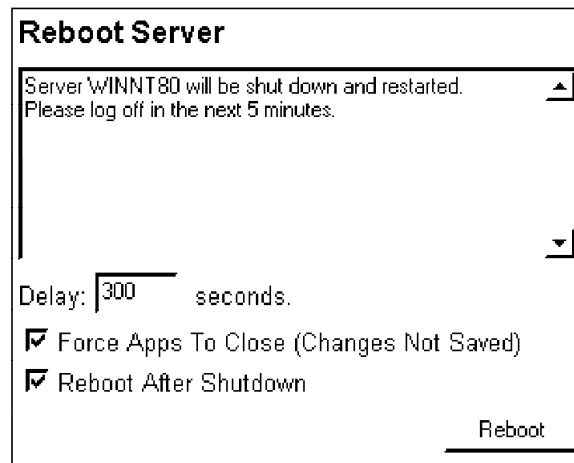 Reboot Server
Server WINNT80 will be shut down and restarted.
Please log off in the next 5 minutes.
Delay: 300 seconds.
Force Apps To Close (Changes Not Saved)
Reboot After Shutdown
Reboot